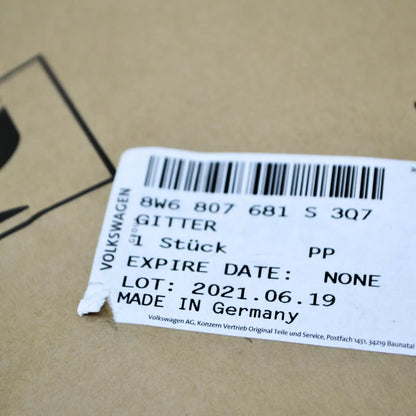 8W6 807 681 S 3Q7
GITTER
1 Stück PP
EXPIRE DATE: NONE
LOT: 2021.06.19
MADE IN Germany
Volkswagen AG, Konzern Vertrieb Original Teile und Service, Postfach 1451, 34219 Baunatal
VOLKSWAGEN